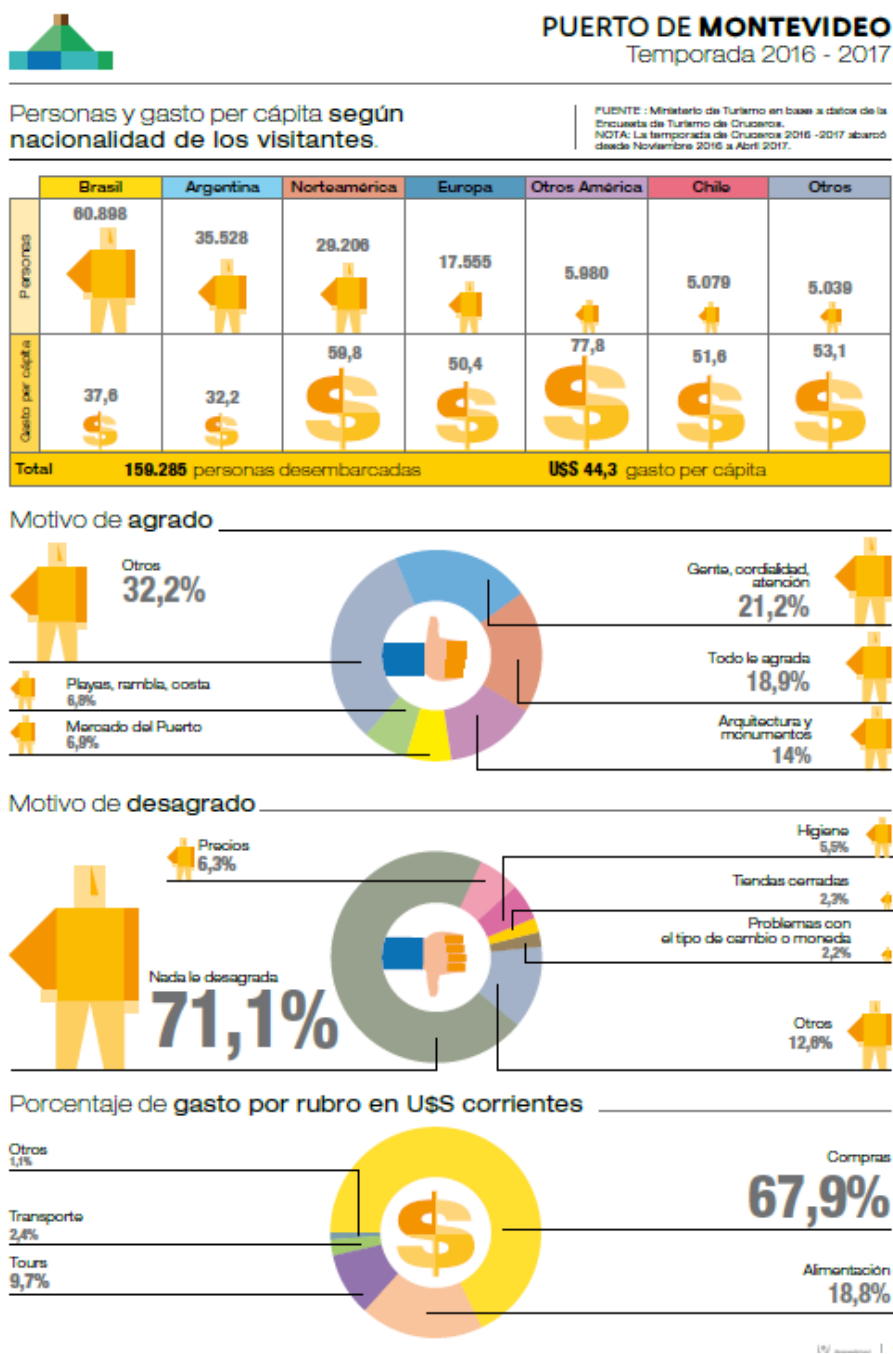 PUERTO DE MONTEVIDEO
Temporada 2016 - 2017
Personas y gasto per cápita según
nacionalidad de los visitantes.
FUENTE : Ministerio de Turismo en base a datos de la
Encuesta de Turismo de Cruceros.
NOTA: La temporada de Cruceros 2016 -2017 abarcó
desde Noviembre 2016 a Abril 2017.
Brasil Argentina Norteamérica Europa Otros América Chile Otros
Personas
60.898 35.528 29.206 17.555 5.980 5.079 5.039
Gasto per cápita
37,6 32,2 59,8 50,4 77,8 51,6 53,1
Total 159.285 personas desembarcadas U$S 44,3 gasto per cápita
Motivo de agrado
Otros
32,2%
Playas, rambla, costa
6,8%
Mercado del Puerto
6,9%
Gente, cordialidad,
atención
21,2%
Todo le agrada
18,9%
Arquitectura y
monumentos
14%
Motivo de desagrado
Precios
6,3%
Nada le desagrada
71,1%
Higiene
5,5%
Tiendas cerradas
2,3%
Problemas con
el tipo de cambio o moneda
2,2%
Otros
12,6%
Porcentaje de gasto por rubro en U$S corrientes
Otros
1,1%
Transporte
2,4%
Tours
9,7%
Compras
67,9%
Alimentación
18,8%